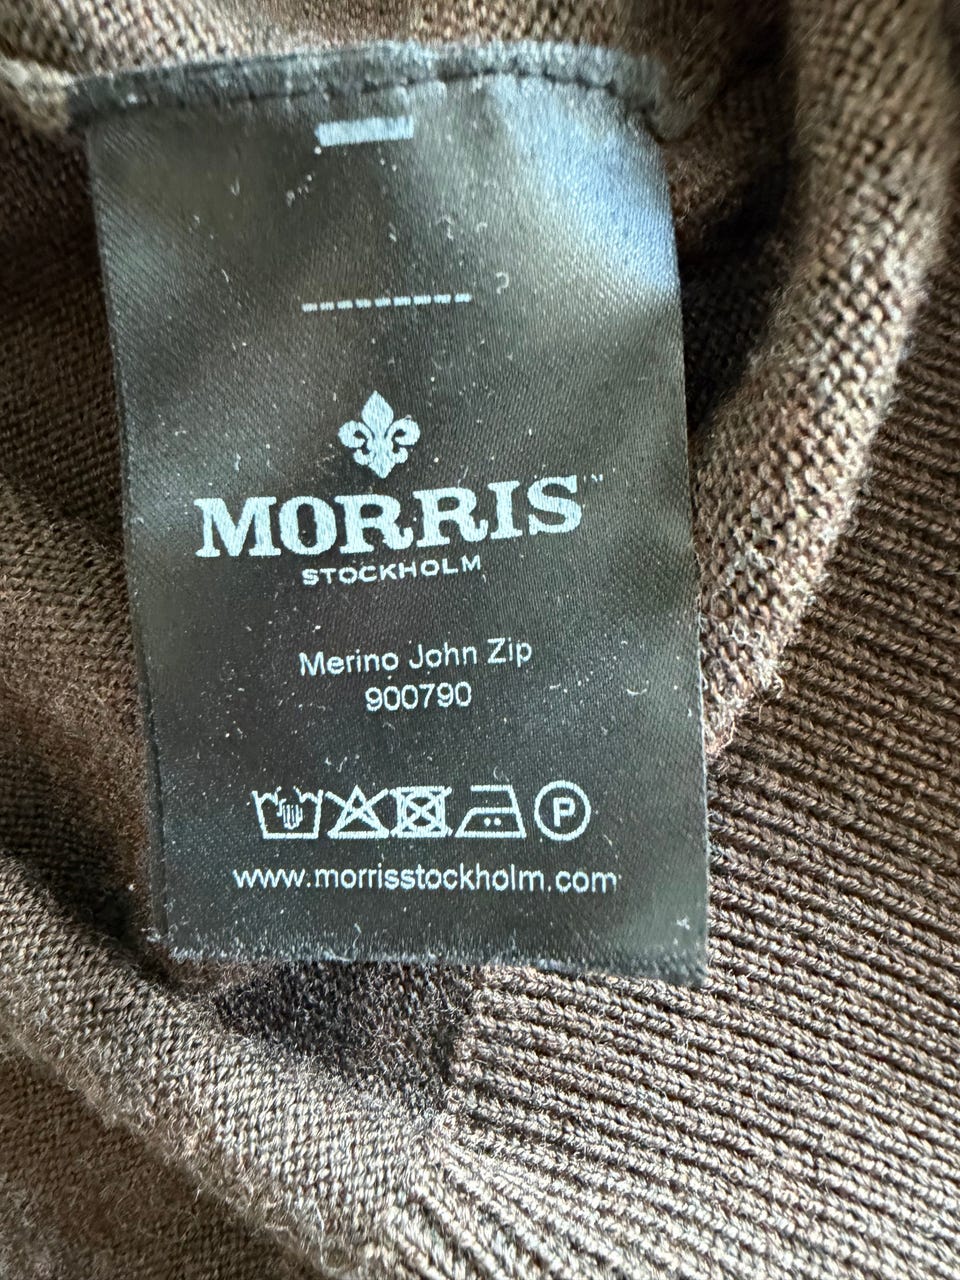 MORRIS™
STOCKHOLM
Merino John Zip
900790
P
www.morrisstockholm.com